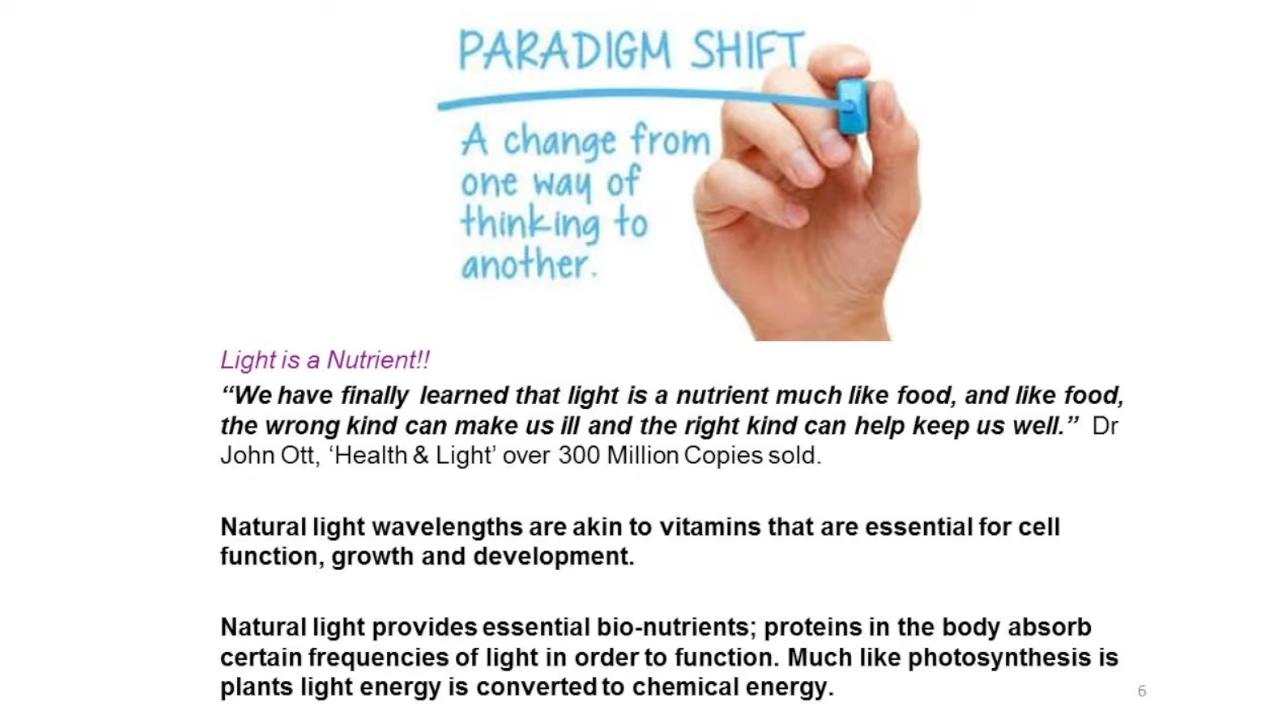 PARADIGM SHIFT
A change from
one way of
thinking to
another.
Light is a Nutrient!!
“We have finally learned that light is a nutrient much like food, and like food,
the wrong kind can make us ill and the right kind can help keep us well.” Dr
John Ott, ‘Health & Light’ over 300 Million Copies sold.
Natural light wavelengths are akin to vitamins that are essential for cell
function, growth and development.
Natural light provides essential bio-nutrients; proteins in the body absorb
certain frequencies of light in order to function. Much like photosynthesis is
plants light energy is converted to chemical energy.
6